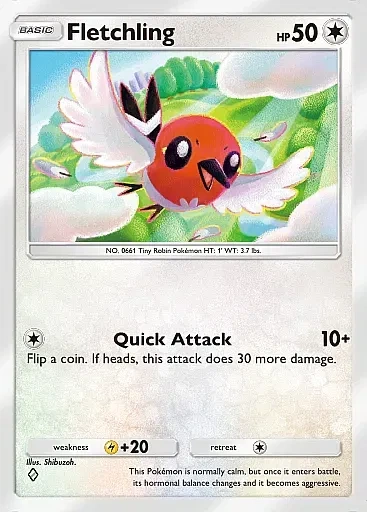 BASIC Fletchling HP 50
NO. 0661 Tiny Robin Pokémon HT: 1' WT: 3.7 lbs.
Quick Attack 10+
Flip a coin. If heads, this attack does 30 more damage.
weakness +20 retreat
Illus. Shibuzoh.
This Pokémon is normally calm, but once it enters battle,
its hormonal balance changes and it becomes aggressive.